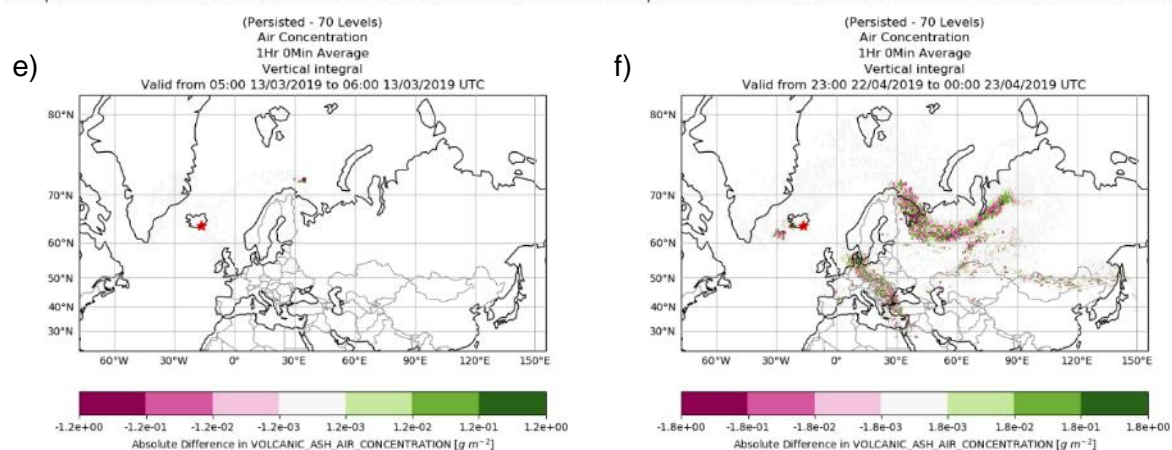 e)
(Persisted - 70 Levels)
Air Concentration
1Hr 0Min Average
Vertical integral
Valid from 05:00 13/03/2019 to 06:00 13/03/2019 UTC
80°N
70°N
60°N
50°N
40°N
30°N
60°W 30°W 0° 30°E 60°E 90°E 120°E 150°E
-1.2e+00 -1.2e-01 -1.2e-02 -1.2e-03 1.2e-03 1.2e-02 1.2e-01 1.2e+00
Absolute Difference in VOLCANIC_ASH_AIR_CONCENTRATION [g m⁻²]
f)
(Persisted - 70 Levels)
Air Concentration
1Hr 0Min Average
Vertical integral
Valid from 23:00 22/04/2019 to 00:00 23/04/2019 UTC
80°N
70°N
60°N
50°N
40°N
30°N
60°W 30°W 0° 30°E 60°E 90°E 120°E 150°E
-1.8e+00 -1.8e-01 -1.8e-02 -1.8e-03 1.8e-03 1.8e-02 1.8e-01 1.8e+00
Absolute Difference in VOLCANIC_ASH_AIR_CONCENTRATION [g m⁻²]